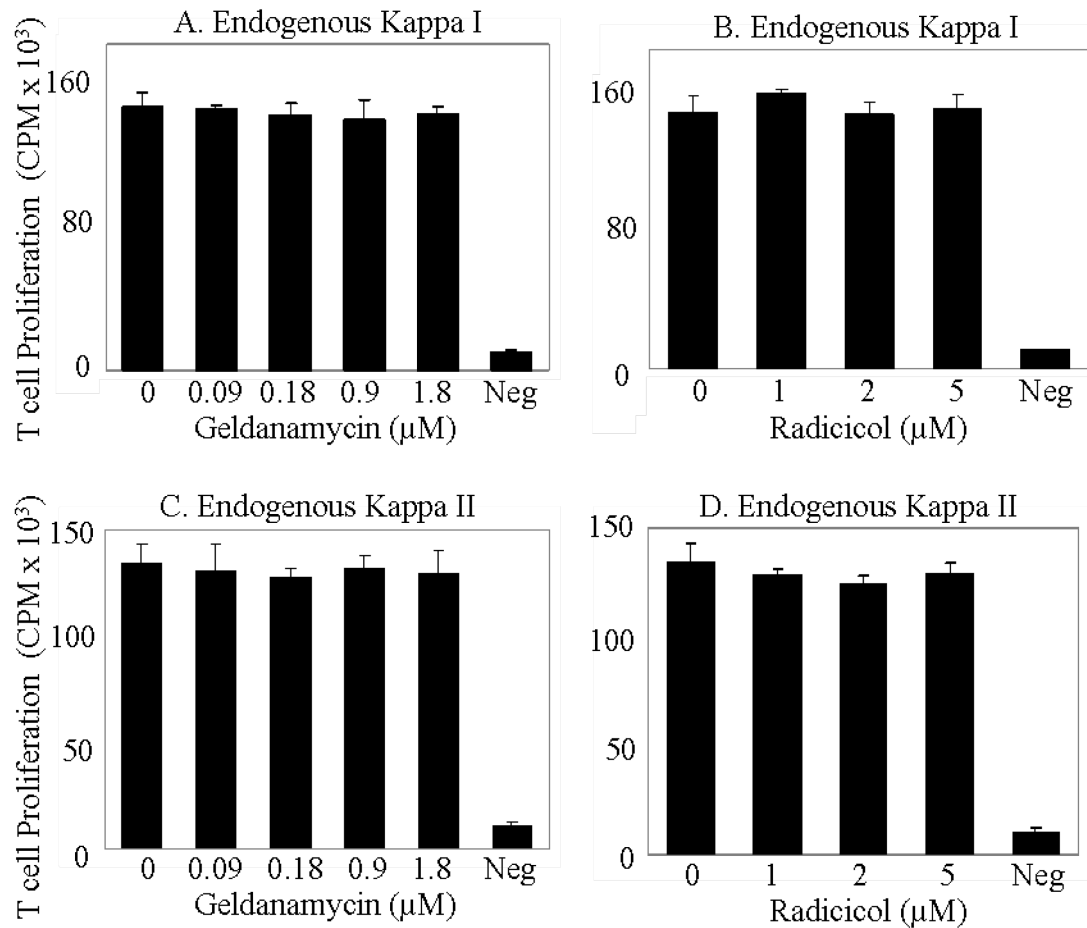 A. Endogenous Kappa I
T cell Proliferation (CPM x 10³)
160
80
0
0 0.09 0.18 0.9 1.8 Neg
Geldanamycin (µM)
B. Endogenous Kappa I
160
80
0
0 1 2 5 Neg
Radicicol (µM)
C. Endogenous Kappa II
T cell Proliferation (CPM x 10³)
150
100
50
0
0 0.09 0.18 0.9 1.8 Neg
Geldanamycin (µM)
D. Endogenous Kappa II
150
100
50
0
0 1 2 5 Neg
Radicicol (µM)